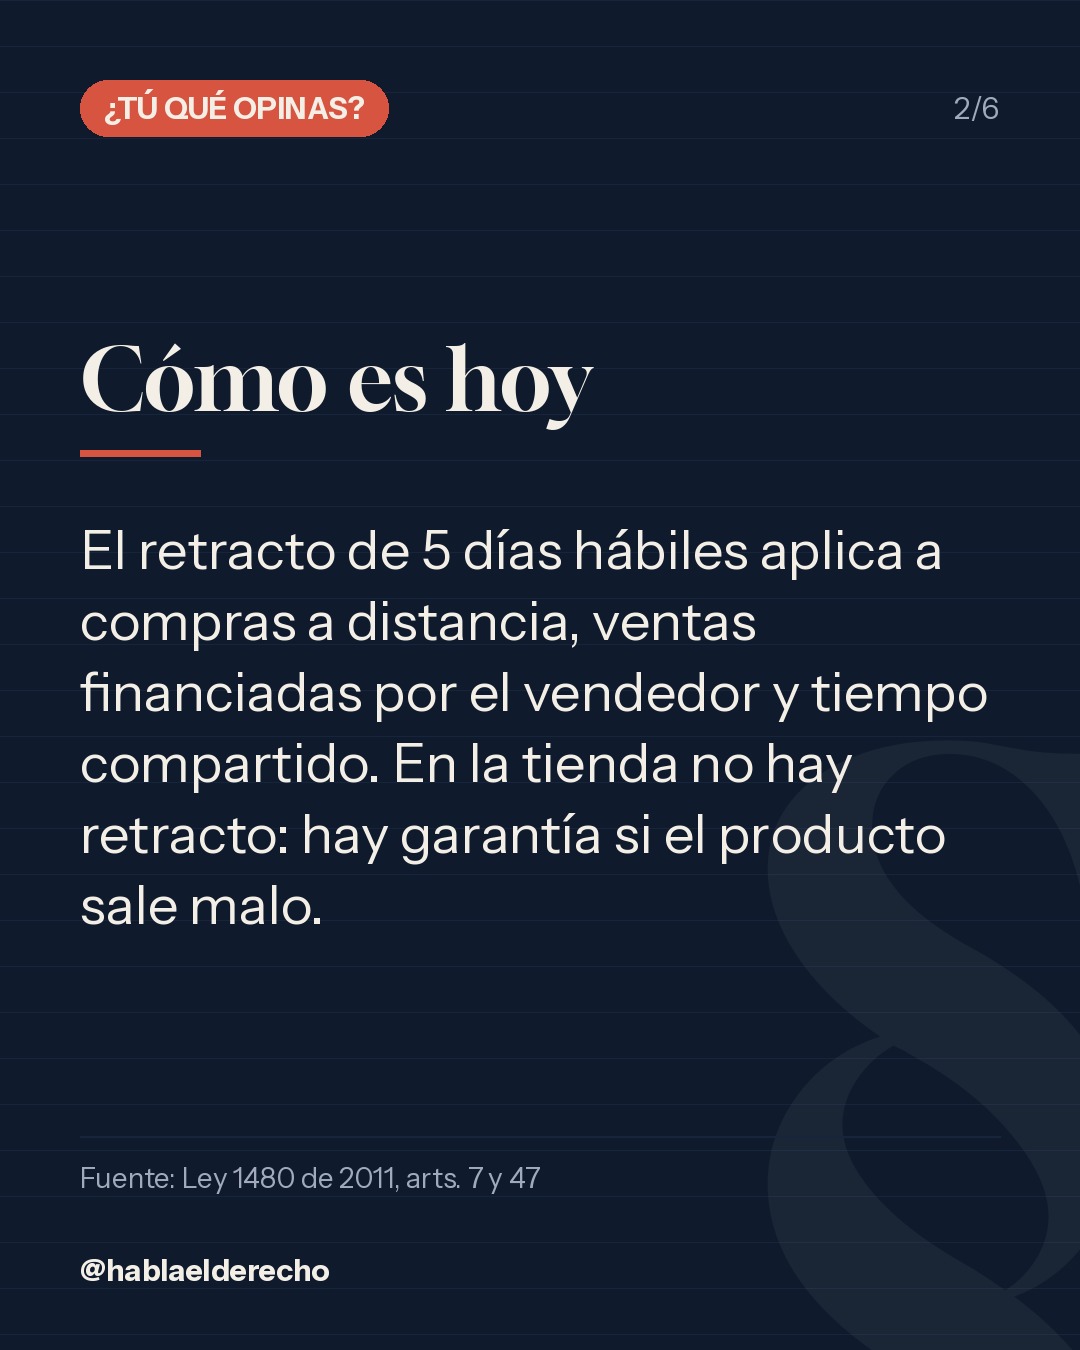 ¿TÚ QUÉ OPINAS?
2/6
Cómo es hoy
El retracto de 5 días hábiles aplica a
compras a distancia, ventas
financiadas por el vendedor y tiempo
compartido. En la tienda no hay
retracto: hay garantía si el producto
sale malo.
Fuente: Ley 1480 de 2011, arts. 7 y 47
@hablaelderecho
§